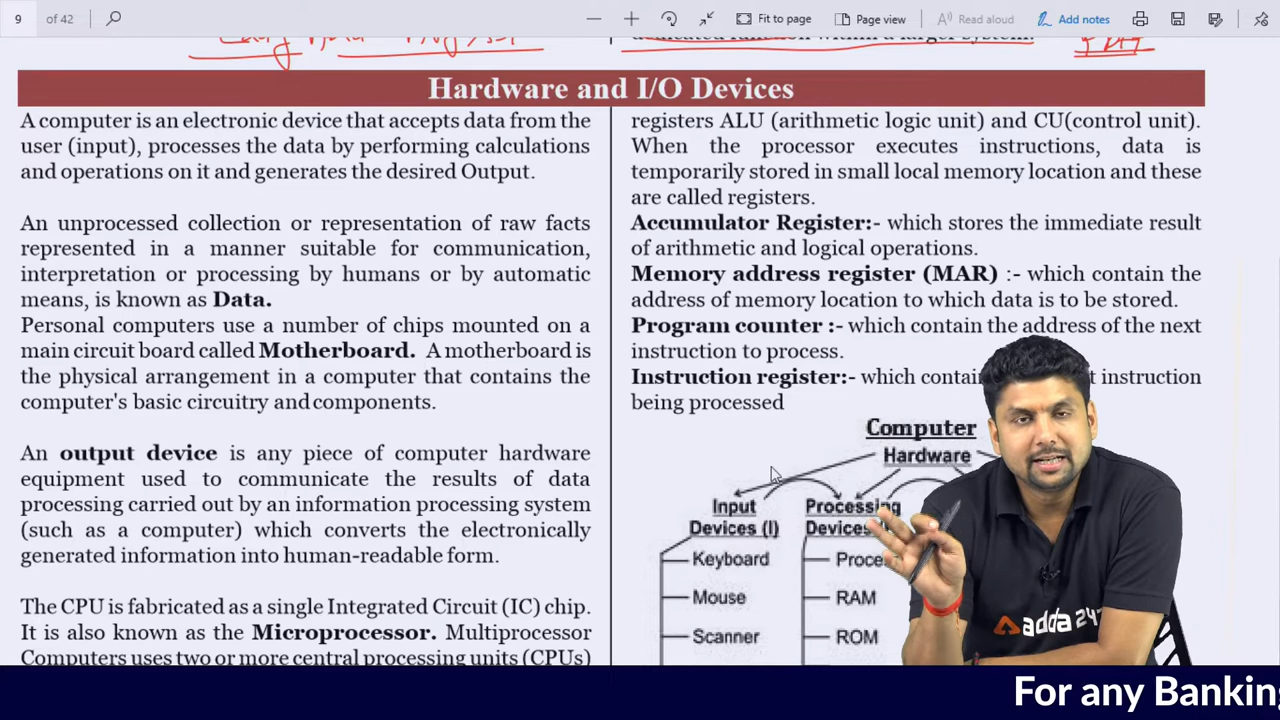 9 of 42
Fit to page
Page view
Read aloud
Add notes
dedicated function within a larger system.
Hardware and I/O Devices
A computer is an electronic device that accepts data from the
user (input), processes the data by performing calculations
and operations on it and generates the desired Output.
An unprocessed collection or representation of raw facts
represented in a manner suitable for communication,
interpretation or processing by humans or by automatic
means, is known as Data.
Personal computers use a number of chips mounted on a
main circuit board called Motherboard. A motherboard is
the physical arrangement in a computer that contains the
computer's basic circuitry and components.
An output device is any piece of computer hardware
equipment used to communicate the results of data
processing carried out by an information processing system
(such as a computer) which converts the electronically
generated information into human-readable form.
The CPU is fabricated as a single Integrated Circuit (IC) chip.
It is also known as the Microprocessor. Multiprocessor
Computers uses two or more central processing units (CPUs)
registers ALU (arithmetic logic unit) and CU(control unit).
When the processor executes instructions, data is
temporarily stored in small local memory location and these
are called registers.
Accumulator Register:- which stores the immediate result
of arithmetic and logical operations.
Memory address register (MAR) :- which contain the
address of memory location to which data is to be stored.
Program counter :- which contain the address of the next
instruction to process.
Instruction register:- which contain instruction
being processed
Computer
Hardware
Input
Devices (I)
Keyboard
Mouse
Scanner
Processing
Devices
RAM
ROM
adda 247
For any Banking